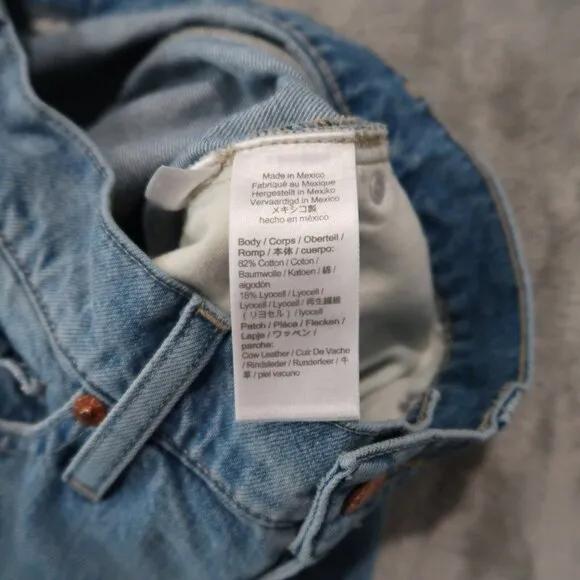 Made in Mexico
Fabriqué au Mexique
Hergestellt in Mexiko
Vervaardigd in Mexico
メキシコ製
hecho en méxico
Body / Corps / Oberteil /
Romp / 本体 / cuerpo:
82% Cotton / Coton /
Baumwolle / Katoen / 綿 /
algodón
18% Lyocell / Lyocell /
Lyocell / Lyocell / 再生繊維
(リヨセル) / lyocell
Patch / Pláca / Flecken /
Lapje / ワッペン /
parche:
Cow Leather / Cuir De Vache
/ Rindsleder / Runderleer / 牛
革 / piel vacuno